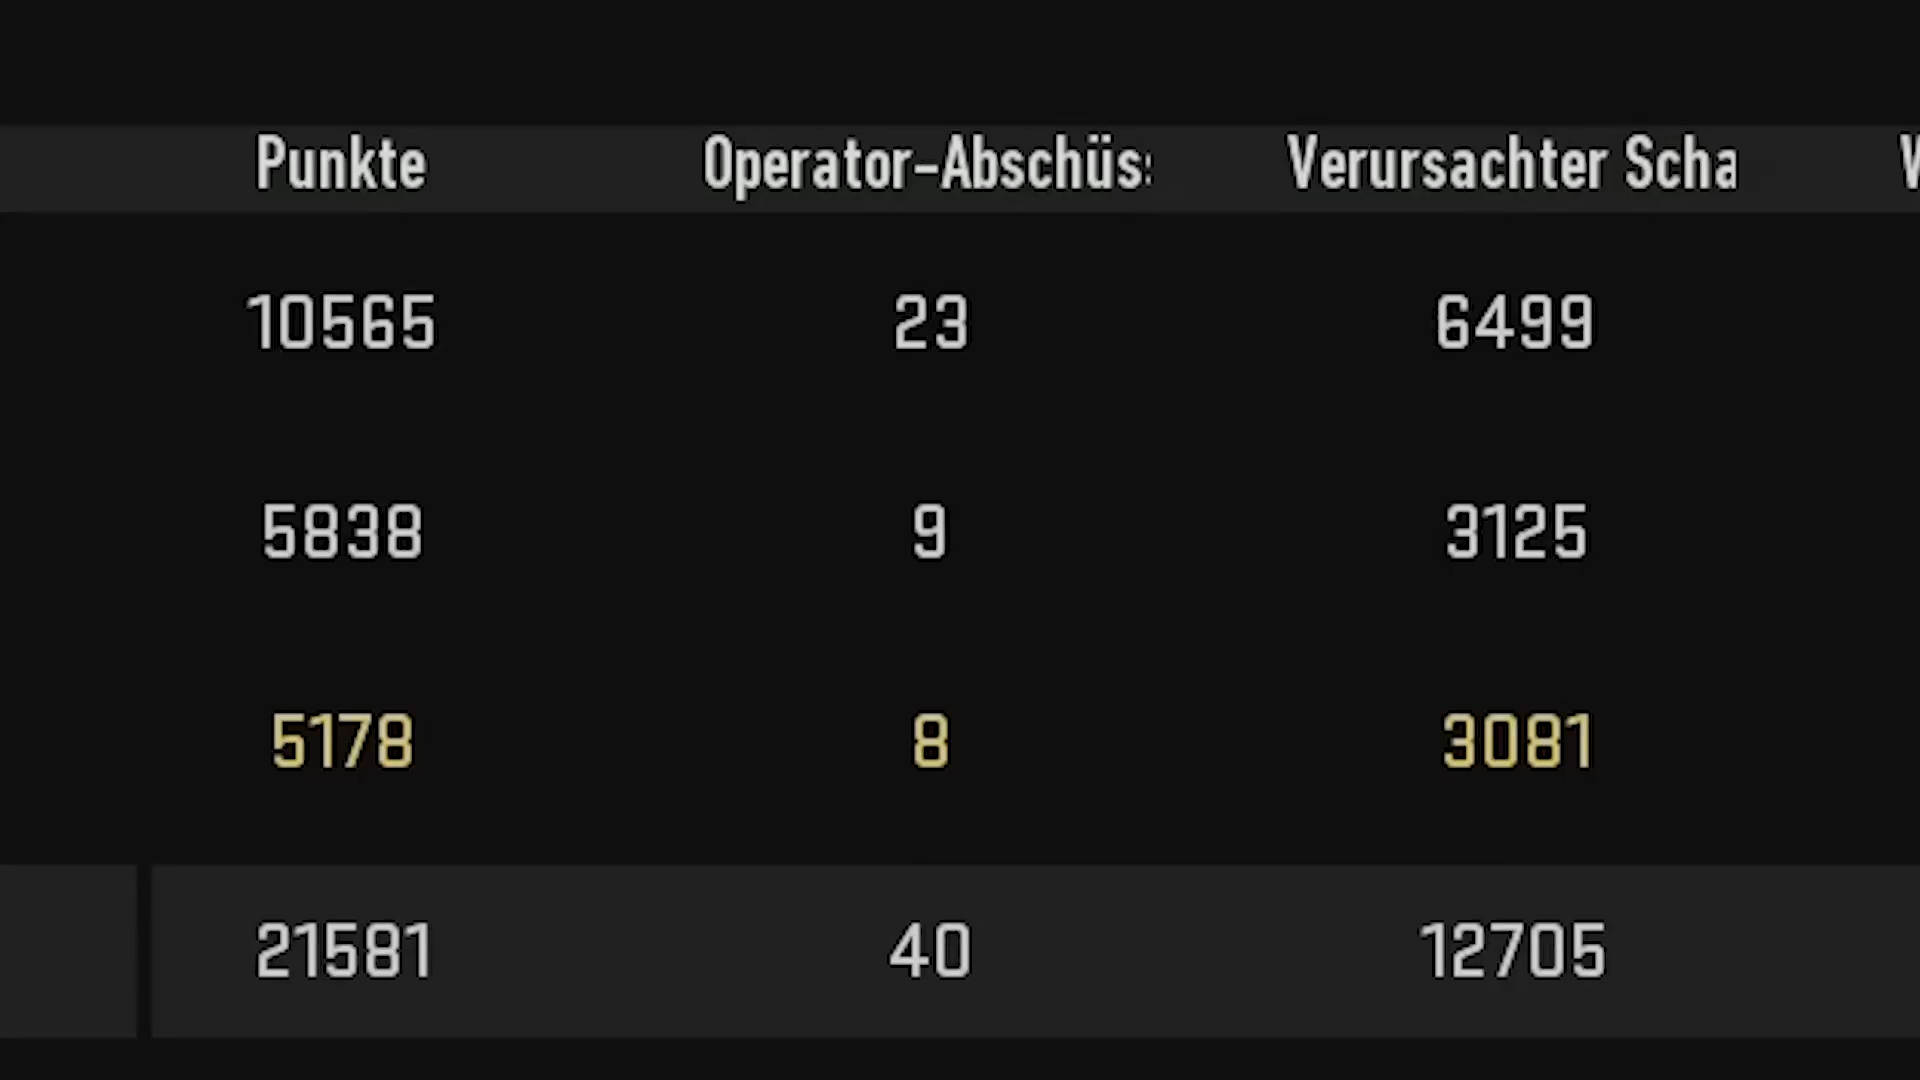 Punkte Operator-Abschüs Verursachter Scha
10565 23 6499
5838 9 3125
5178 8 3081
21581 40 12705